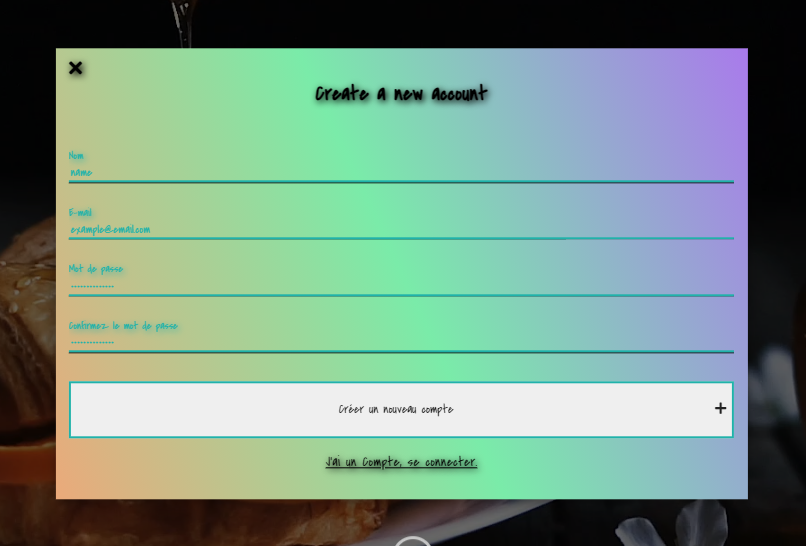 Create a new account
Nom
name
E-mail
example@email.com
Mot de passe
..............
Confirmez le mot de passe
..............
Créer un nouveau compte +
J'ai un Compte, se connecter.